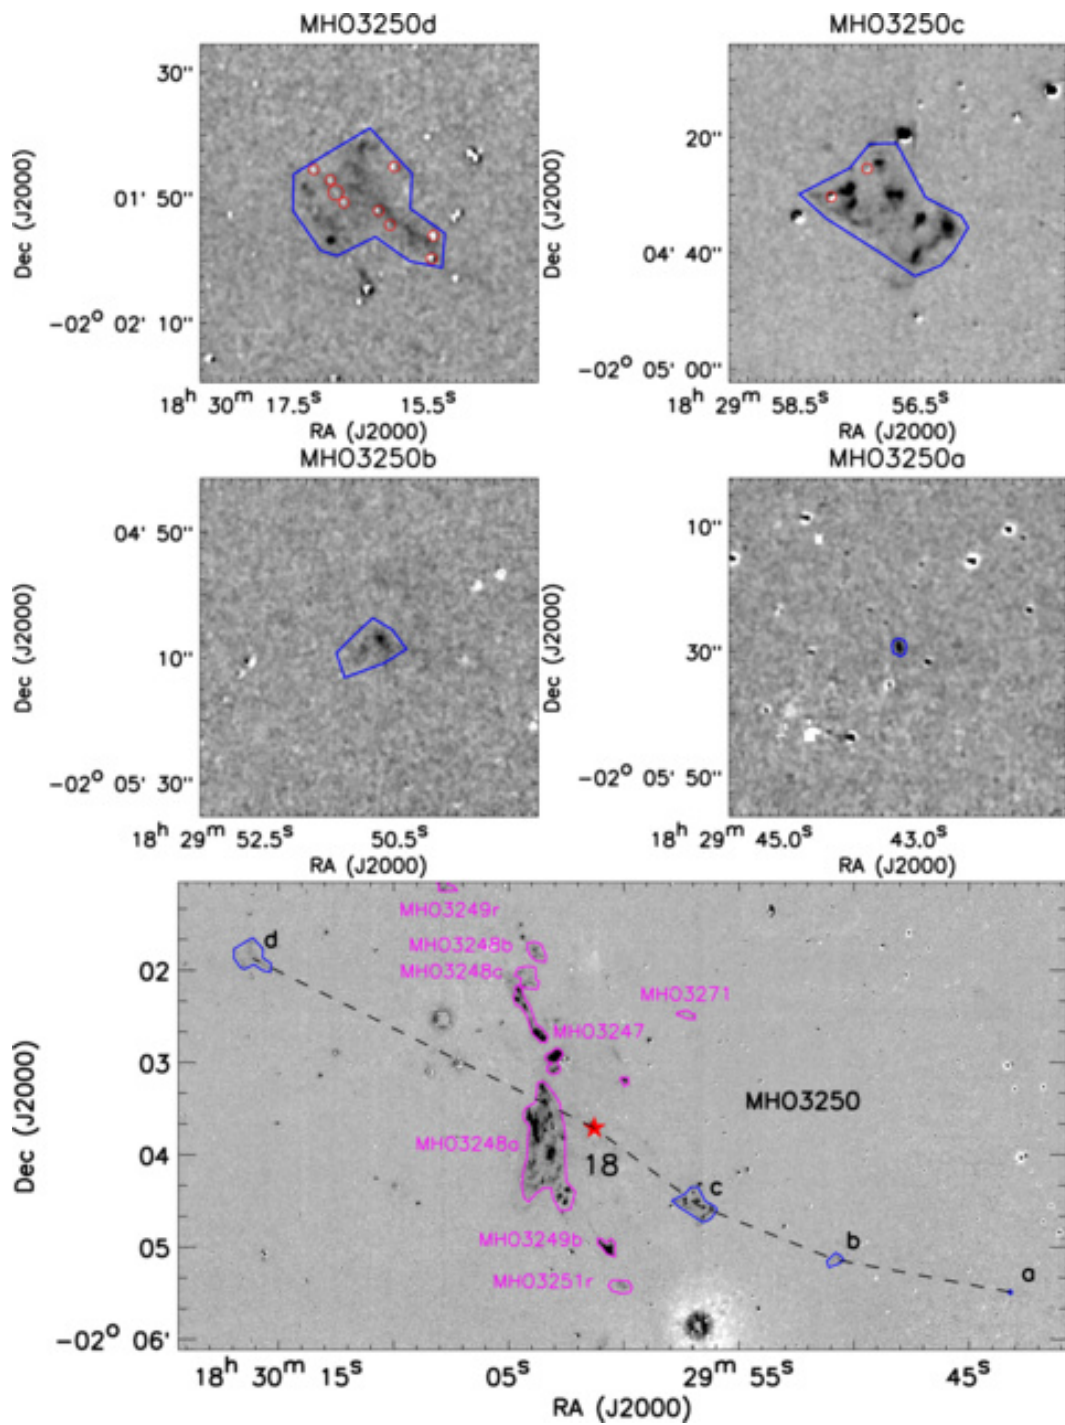 MHO3250d
MHO3250c
30"
01' 50"
-02° 02' 10"
Dec (J2000)
18ʰ 30ᵐ 17.5ˢ 15.5ˢ
RA (J2000)
20"
04' 40"
-02° 05' 00"
Dec (J2000)
18ʰ 29ᵐ 58.5ˢ 56.5ˢ
RA (J2000)
MHO3250b
MHO3250a
04' 50"
10"
-02° 05' 30"
Dec (J2000)
18ʰ 29ᵐ 52.5ˢ 50.5ˢ
RA (J2000)
10"
30"
-02° 05' 50"
Dec (J2000)
18ʰ 29ᵐ 45.0ˢ 43.0ˢ
RA (J2000)
MHO3249r
d
MHO3248b
02
MHO3248c
MHO3271
MHO3247
03
MHO3250
MHO3248a
04
18
c
MHO3249b
05
b
a
MHO3251r
-02° 06'
Dec (J2000)
18ʰ 30ᵐ 15ˢ 05ˢ 29ᵐ 55ˢ 45ˢ
RA (J2000)